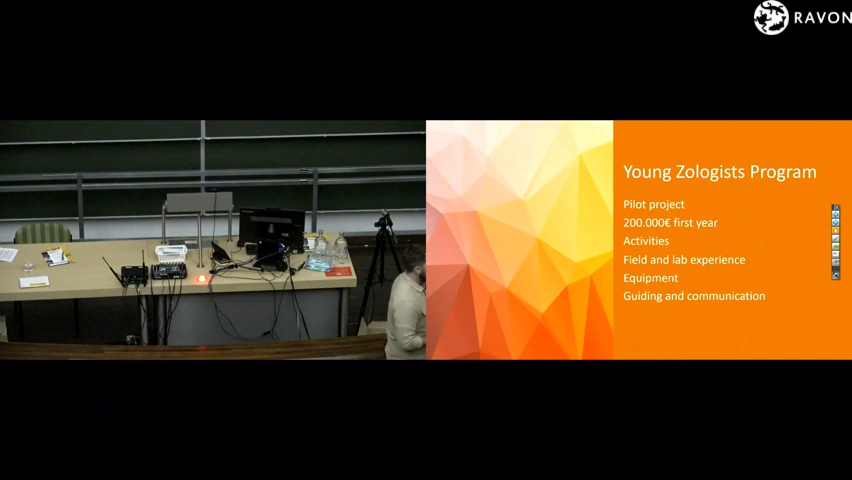 RAVON
Young Zologists Program
Pilot project
200.000€ first year
Activities
Field and lab experience
Equipment
Guiding and communication